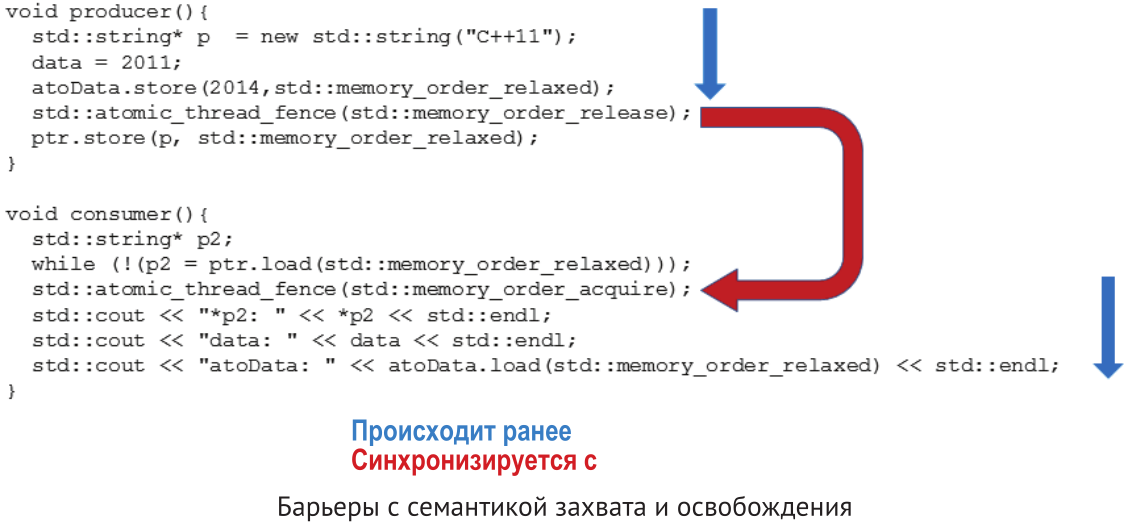 void producer(){
  std::string* p  = new std::string("C++11");
  data = 2011;
  atoData.store(2014,std::memory_order_relaxed);
  std::atomic_thread_fence(std::memory_order_release);
  ptr.store(p, std::memory_order_relaxed);
}
void consumer(){
  std::string* p2;
  while (!(p2 = ptr.load(std::memory_order_relaxed)));
  std::atomic_thread_fence(std::memory_order_acquire);
  std::cout << "*p2: " << *p2 << std::endl;
  std::cout << "data: " << data << std::endl;
  std::cout << "atoData: " << atoData.load(std::memory_order_relaxed) << std::endl;
}
Происходит ранее
Синхронизируется с
Барьеры с семантикой захвата и освобождения